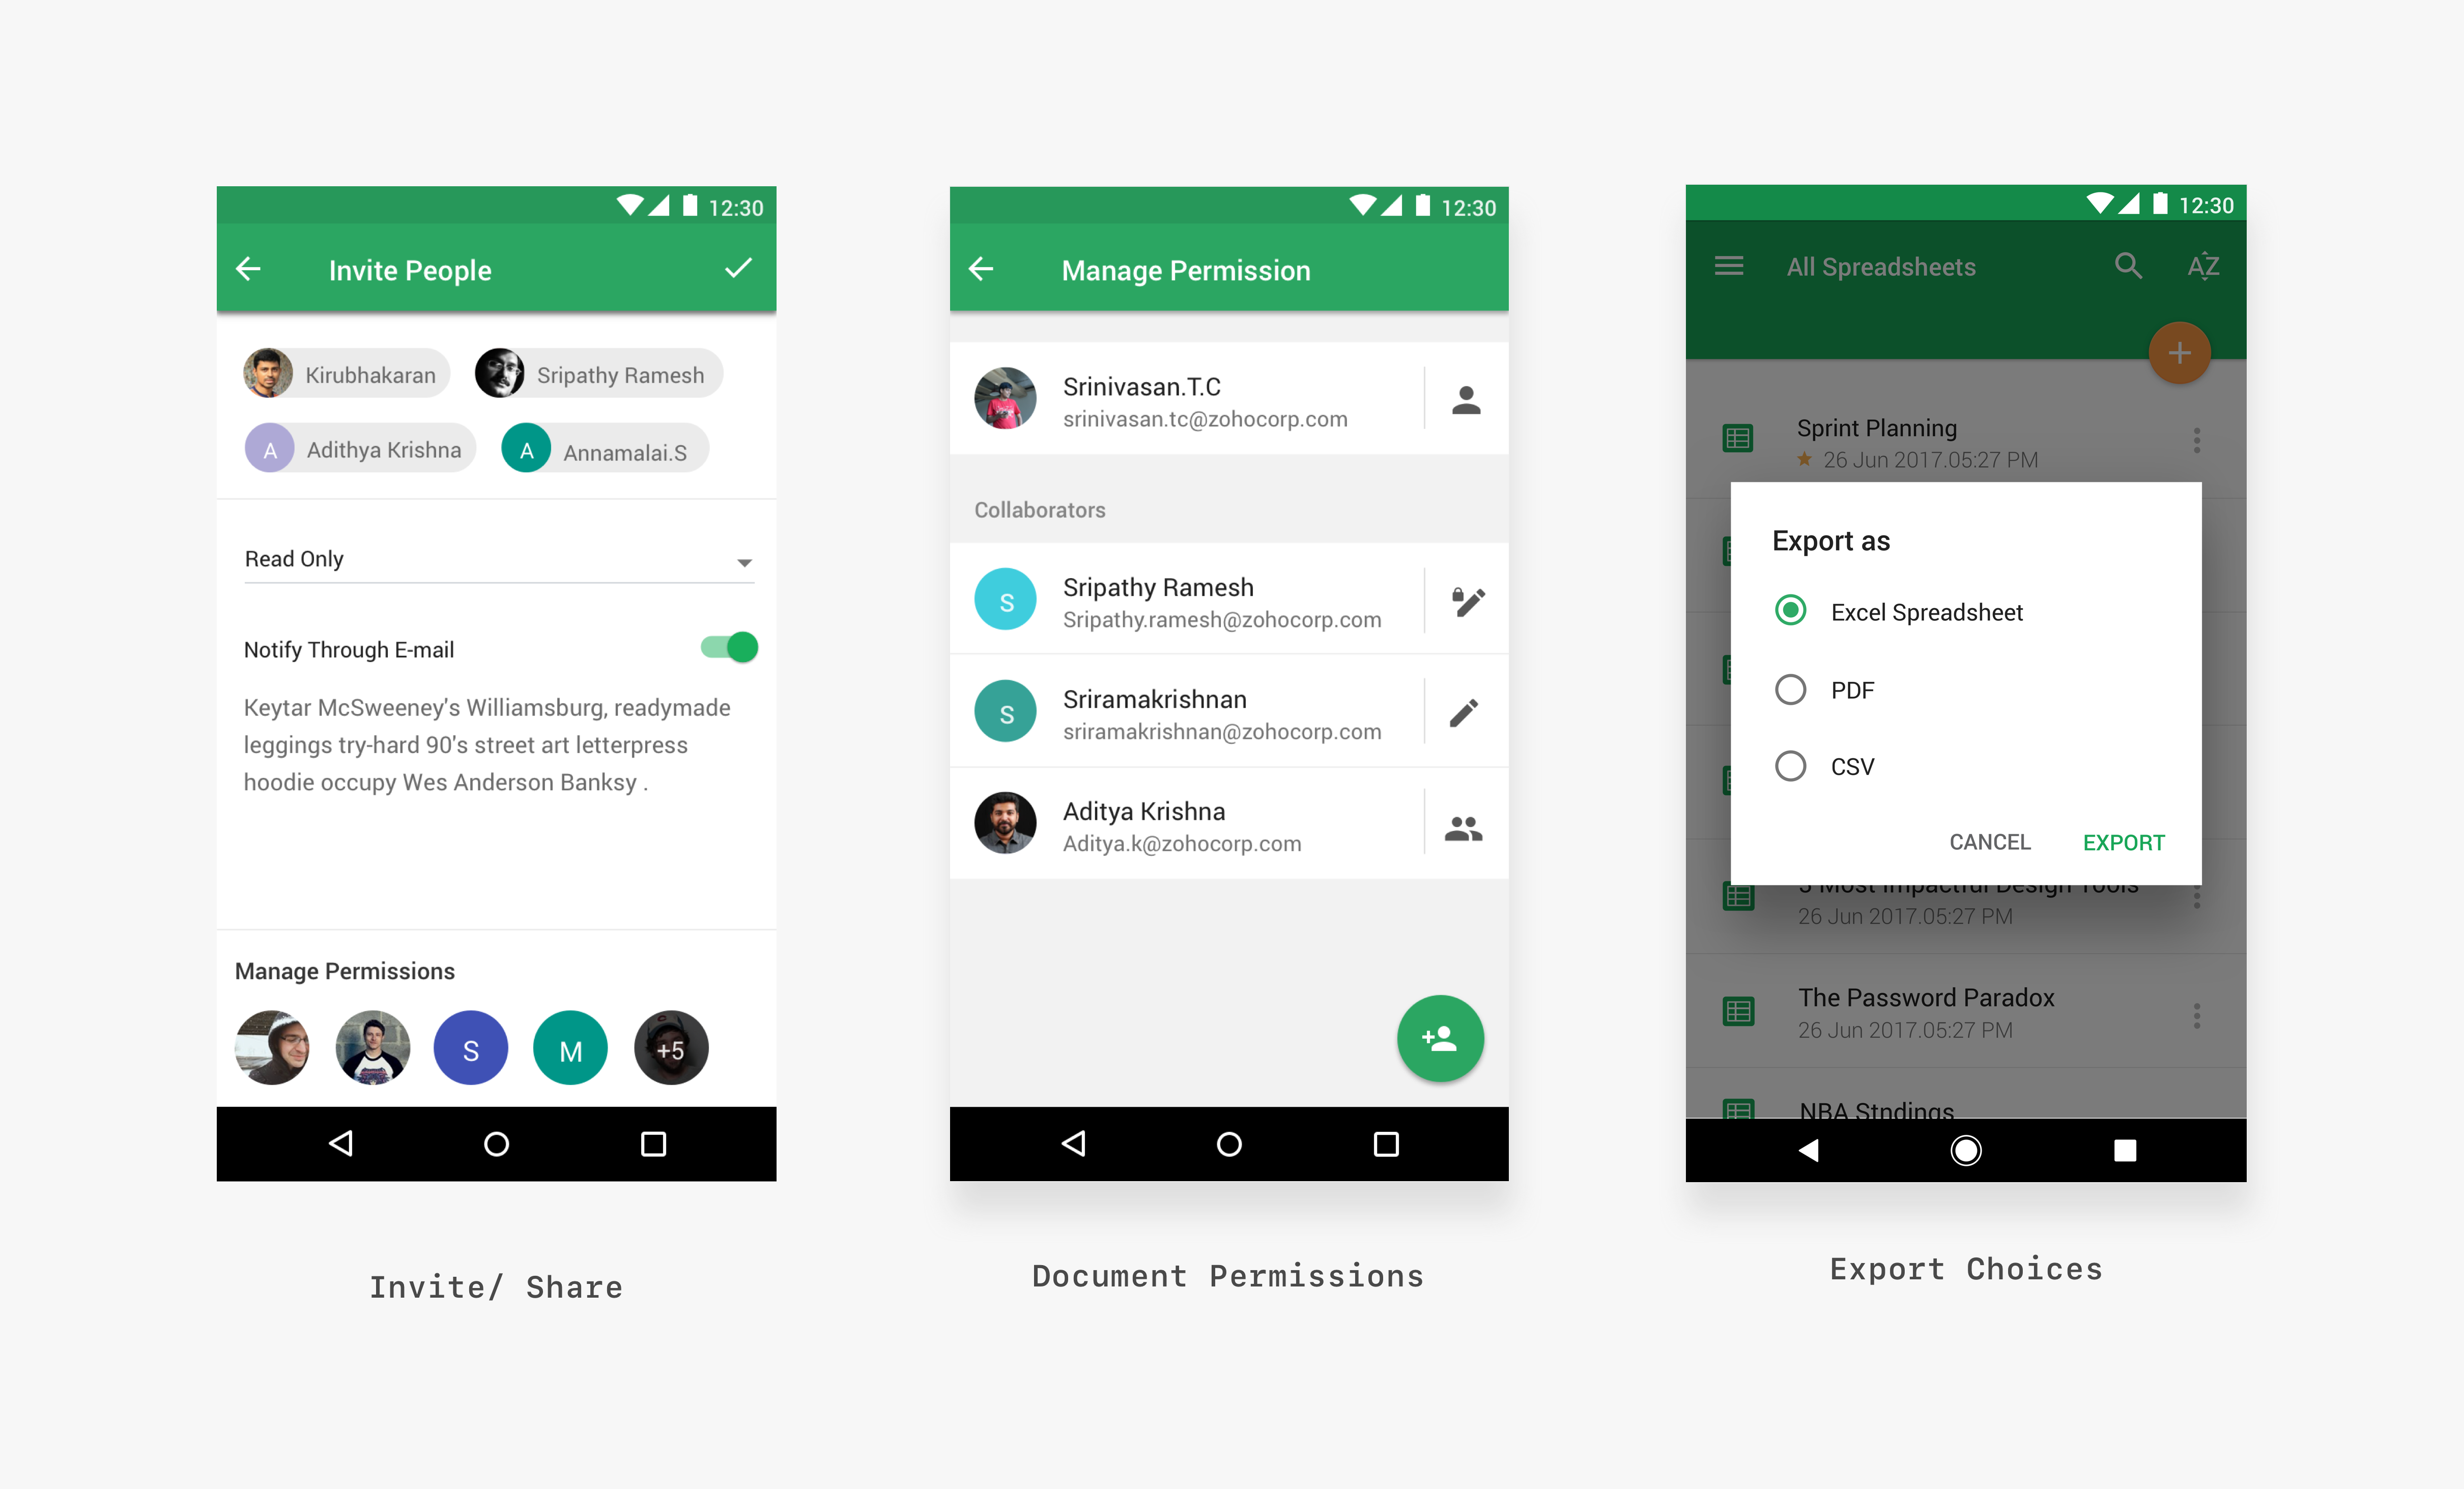 12:30
Invite People
Kirubhakaran
Sripathy Ramesh
A
Adithya Krishna
A
Annamalai.S
Read Only
Notify Through E-mail
Keytar McSweeney's Williamsburg, readymade
leggings try-hard 90's street art letterpress
hoodie occupy Wes Anderson Banksy .
Manage Permissions
S
M
+5
Invite/ Share
12:30
Manage Permission
Srinivasan.T.C
srinivasan.tc@zohocorp.com
Collaborators
S
Sripathy Ramesh
Sripathy.ramesh@zohocorp.com
S
Sriramakrishnan
sriramakrishnan@zohocorp.com
Aditya Krishna
Aditya.k@zohocorp.com
Document Permissions
12:30
All Spreadsheets
AZ
Sprint Planning
26 Jun 2017.05:27 PM
Export as
Excel Spreadsheet
PDF
CSV
CANCEL
EXPORT
5 Most Impactful Design Tools
26 Jun 2017.05:27 PM
The Password Paradox
26 Jun 2017.05:27 PM
NBA Stndings
Export Choices